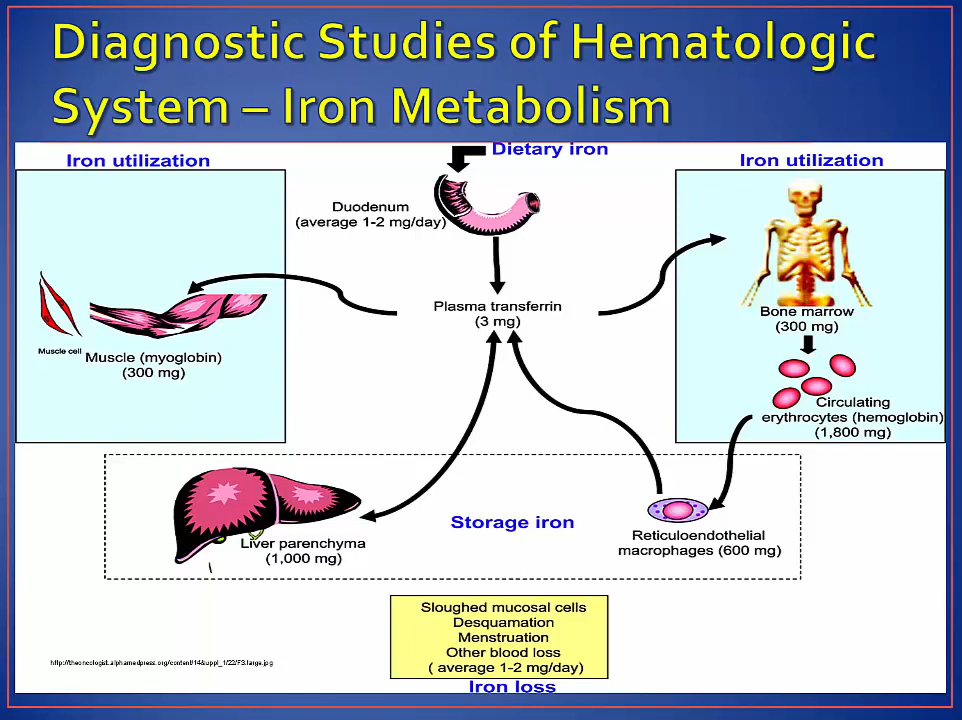 Diagnostic Studies of Hematologic
System – Iron Metabolism
Iron utilization
Dietary iron
Iron utilization
Duodenum
(average 1-2 mg/day)
Plasma transferrin
(3 mg)
Muscle cell
Muscle (myoglobin)
(300 mg)
Bone marrow
(300 mg)
Circulating
erythrocytes (hemoglobin)
(1,800 mg)
Storage iron
Liver parenchyma
(1,000 mg)
Reticuloendothelial
macrophages (600 mg)
Sloughed mucosal cells
Desquamation
Menstruation
Other blood loss
( average 1-2 mg/day)
Iron loss